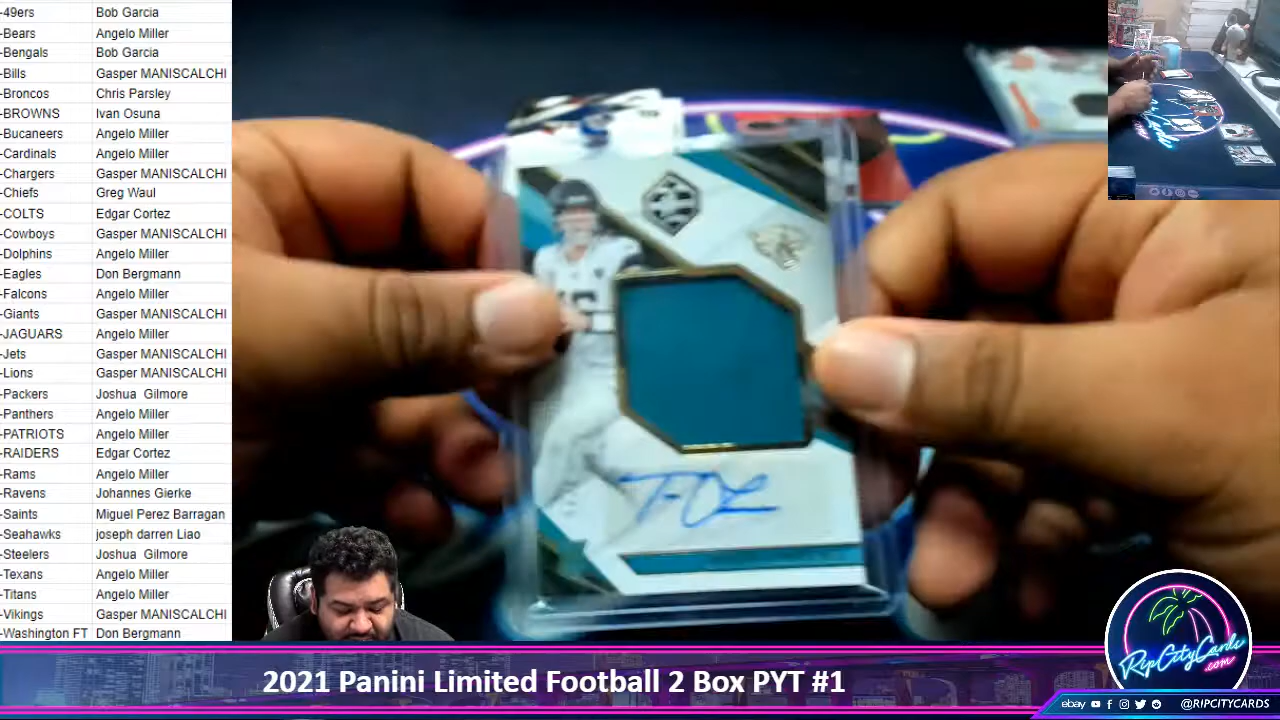 -49ers Bob Garcia
-Bears Angelo Miller
-Bengals Bob Garcia
-Bills Gasper MANISCALCHI
-Broncos Chris Parsley
-BROWNS Ivan Osuna
-Bucaneers Angelo Miller
-Cardinals Angelo Miller
-Chargers Gasper MANISCALCHI
-Chiefs Greg Waul
-COLTS Edgar Cortez
-Cowboys Gasper MANISCALCHI
-Dolphins Angelo Miller
-Eagles Don Bergmann
-Falcons Angelo Miller
-Giants Gasper MANISCALCHI
-JAGUARS Angelo Miller
-Jets Gasper MANISCALCHI
-Lions Gasper MANISCALCHI
-Packers Joshua Gilmore
-Panthers Angelo Miller
-PATRIOTS Angelo Miller
-RAIDERS Edgar Cortez
-Rams Angelo Miller
-Ravens Johannes Gierke
-Saints Miguel Perez Barragan
-Seahawks joseph darren Liao
-Steelers Joshua Gilmore
-Texans Angelo Miller
-Titans Angelo Miller
-Vikings Gasper MANISCALCHI
-Washington FT Don Bergmann
2021 Panini Limited Football 2 Box PYT #1
RipCityCards
.com
ebay @RIPCITYCARDS